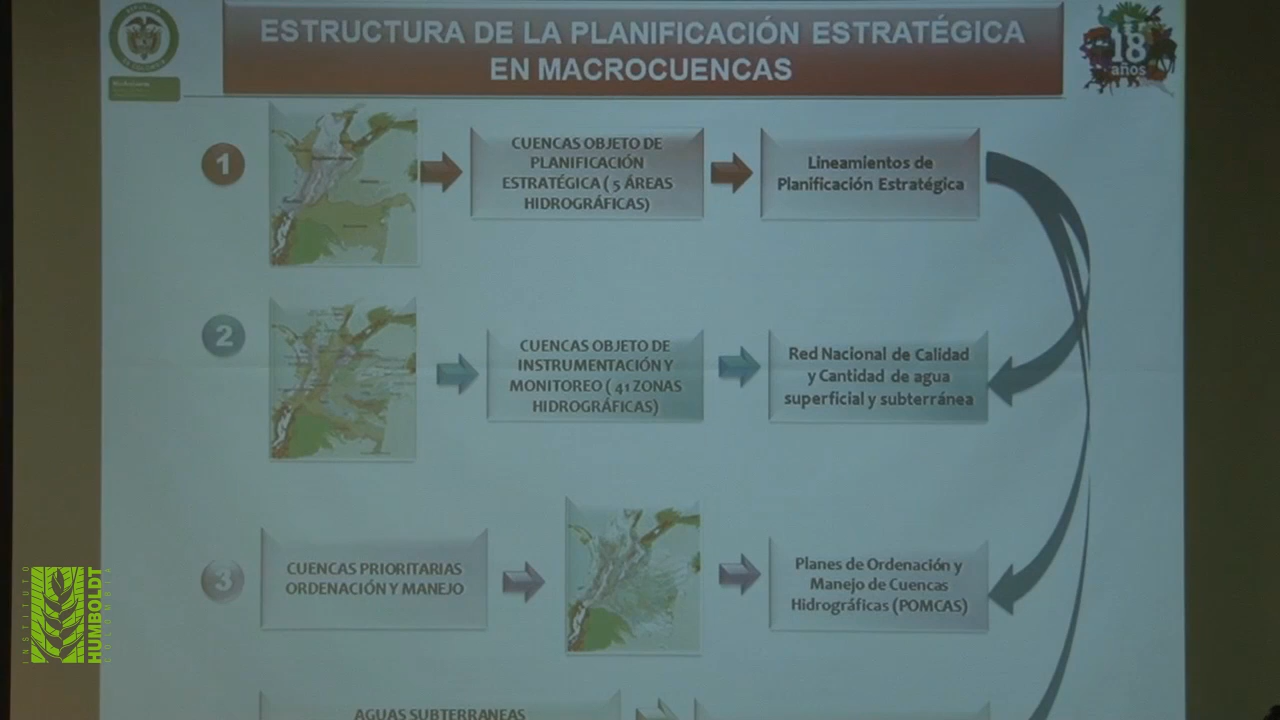 ESTRUCTURA DE LA PLANIFICACIÓN ESTRATÉGICA
EN MACROCUENCAS
18
años
1
CUENCAS OBJETO DE
PLANIFICACIÓN
ESTRATÉGICA ( 5 ÁREAS
HIDROGRÁFICAS)
Lineamientos de
Planificación Estratégica
2
CUENCAS OBJETO DE
INSTRUMENTACIÓN Y
MONITOREO ( 41 ZONAS
HIDROGRÁFICAS)
Red Nacional de Calidad
y Cantidad de agua
superficial y subterránea
3
CUENCAS PRIORITARIAS
ORDENACIÓN Y MANEJO
Planes de Ordenación y
Manejo de Cuencas
Hidrográficas (POMCAS)
AGUAS SUBTERRANEAS
INSTITUTO
HUMBOLDT
COLOMBIA